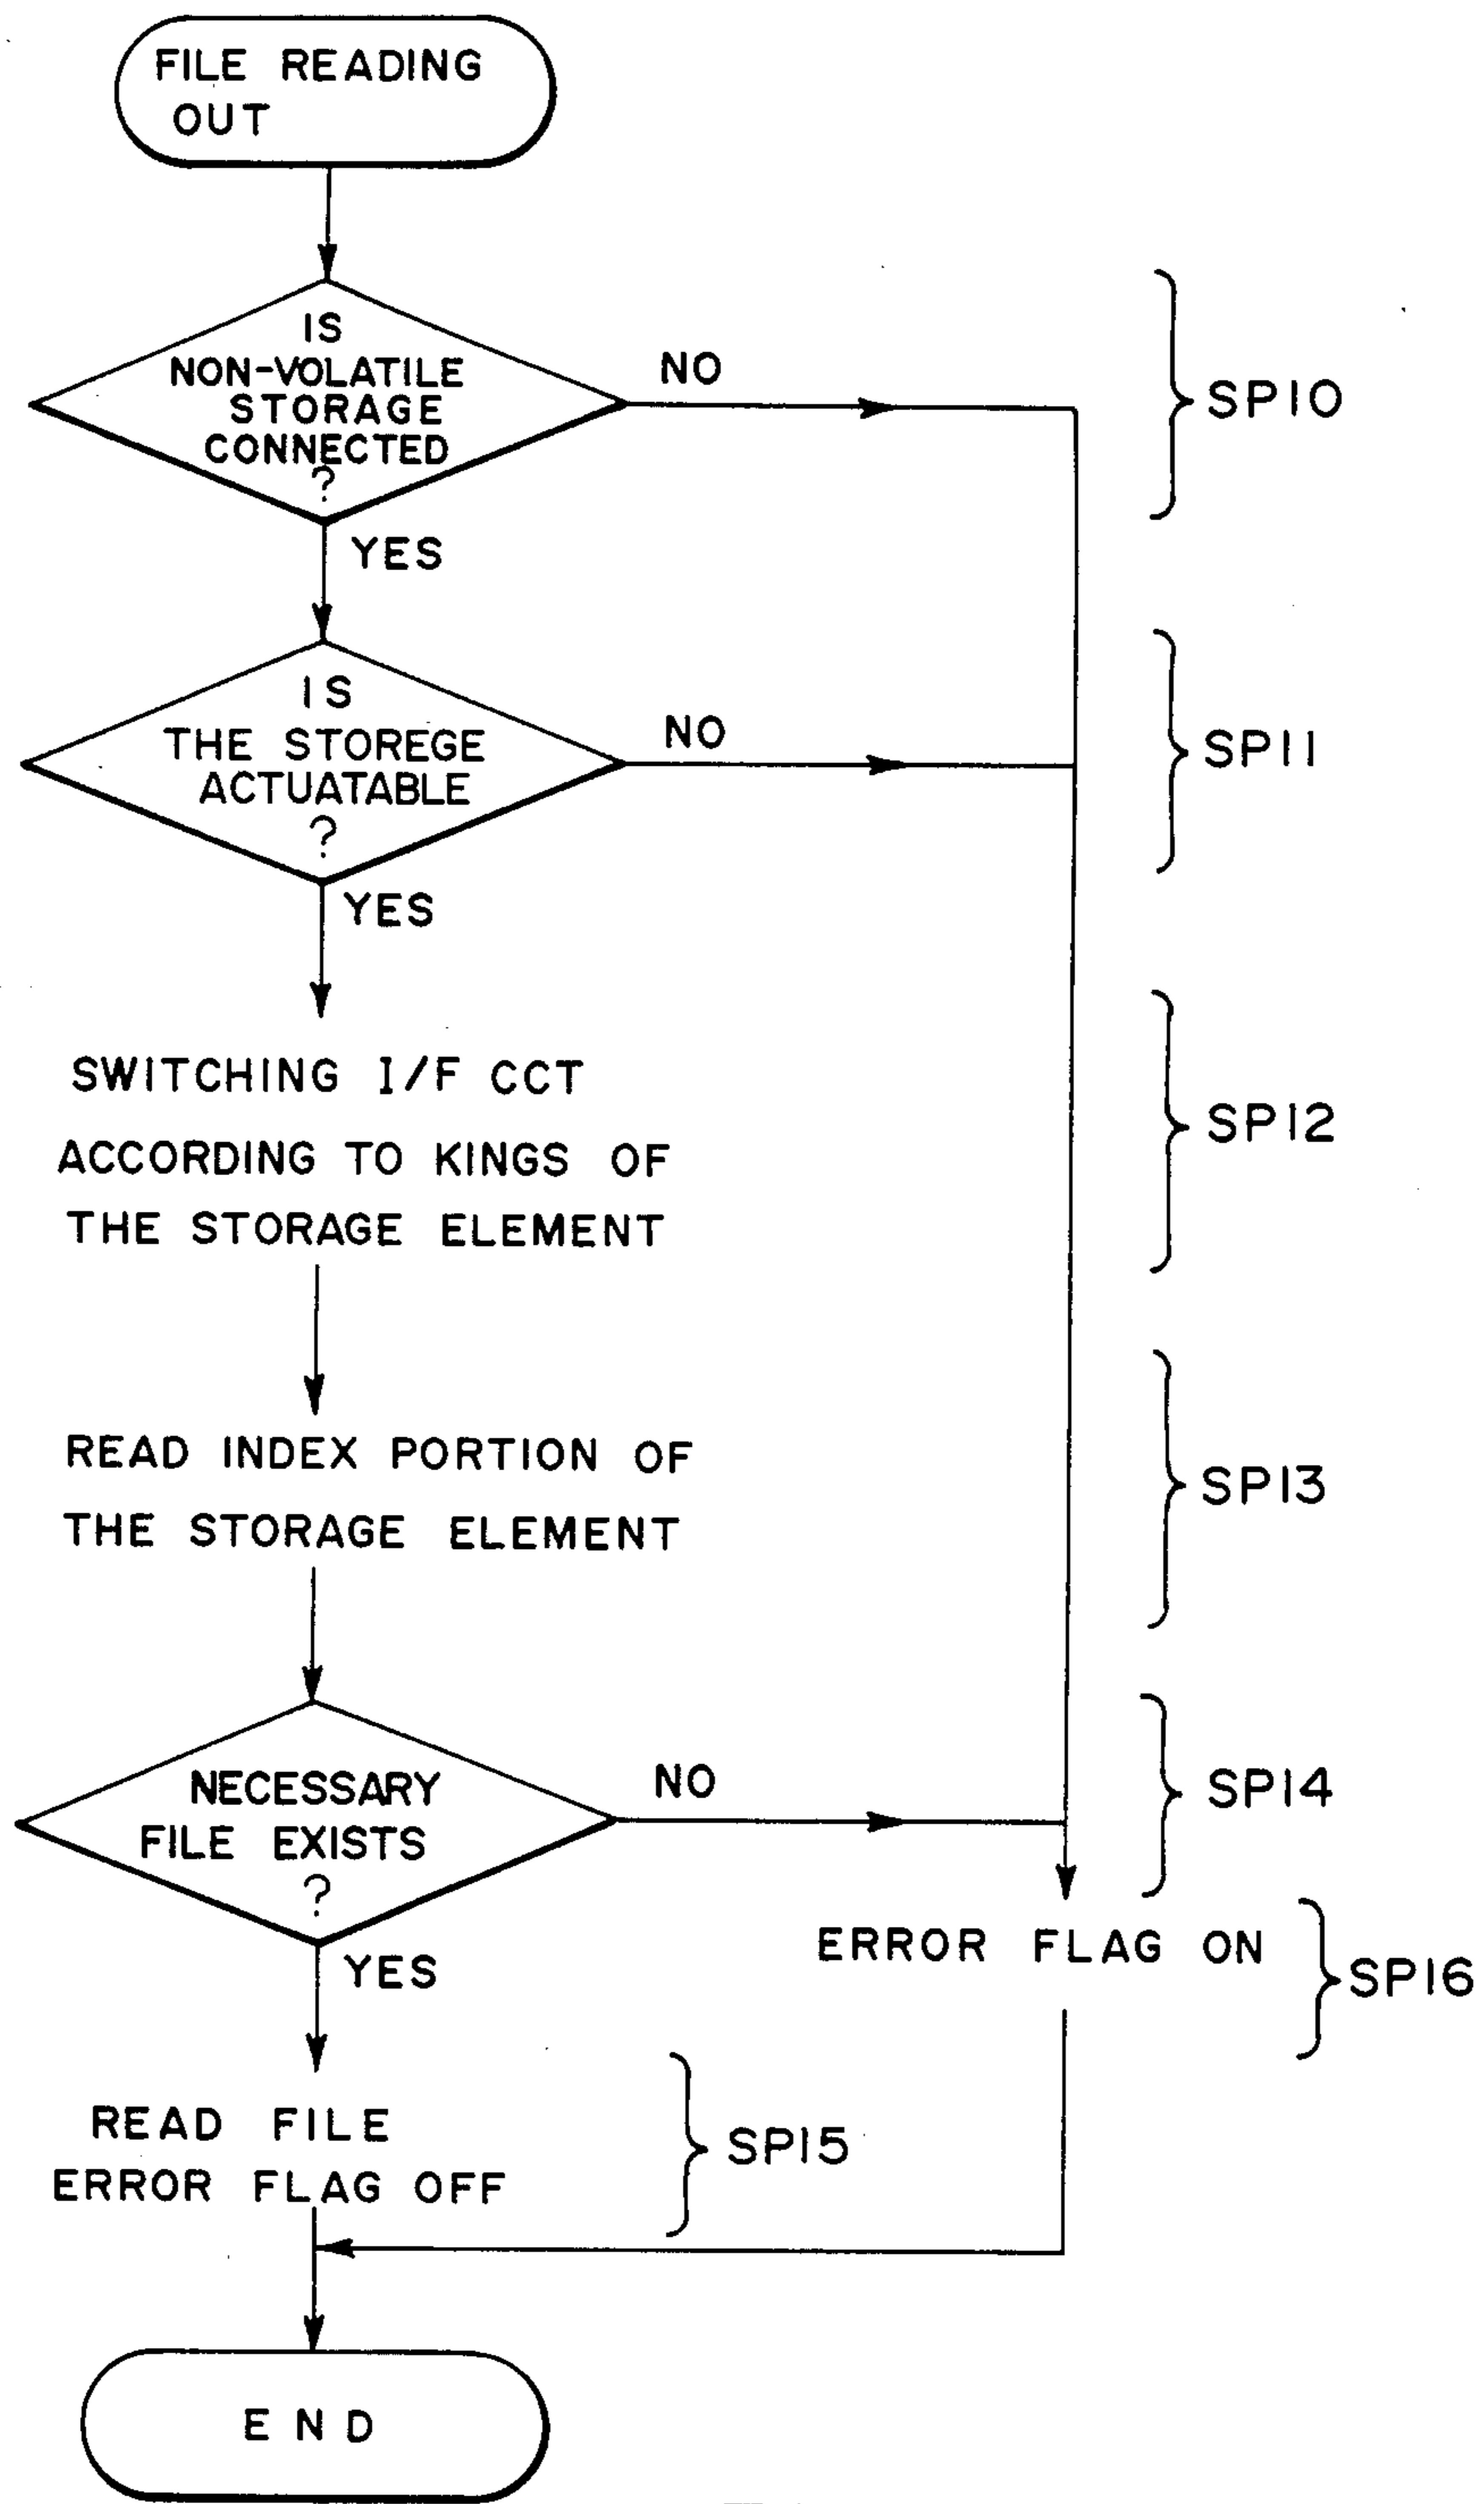 FILE READING
OUT
IS
NON-VOLATILE
STORAGE
CONNECTED
?
NO
SP10
YES
IS
THE STOREGE
ACTUATABLE
?
NO
SP11
YES
SWITCHING I/F CCT
ACCORDING TO KINGS OF
THE STORAGE ELEMENT
SP12
READ INDEX PORTION OF
THE STORAGE ELEMENT
SP13
NECESSARY
FILE EXISTS
?
NO
SP14
YES
ERROR FLAG ON
SP16
READ FILE
ERROR FLAG OFF
SP15
END